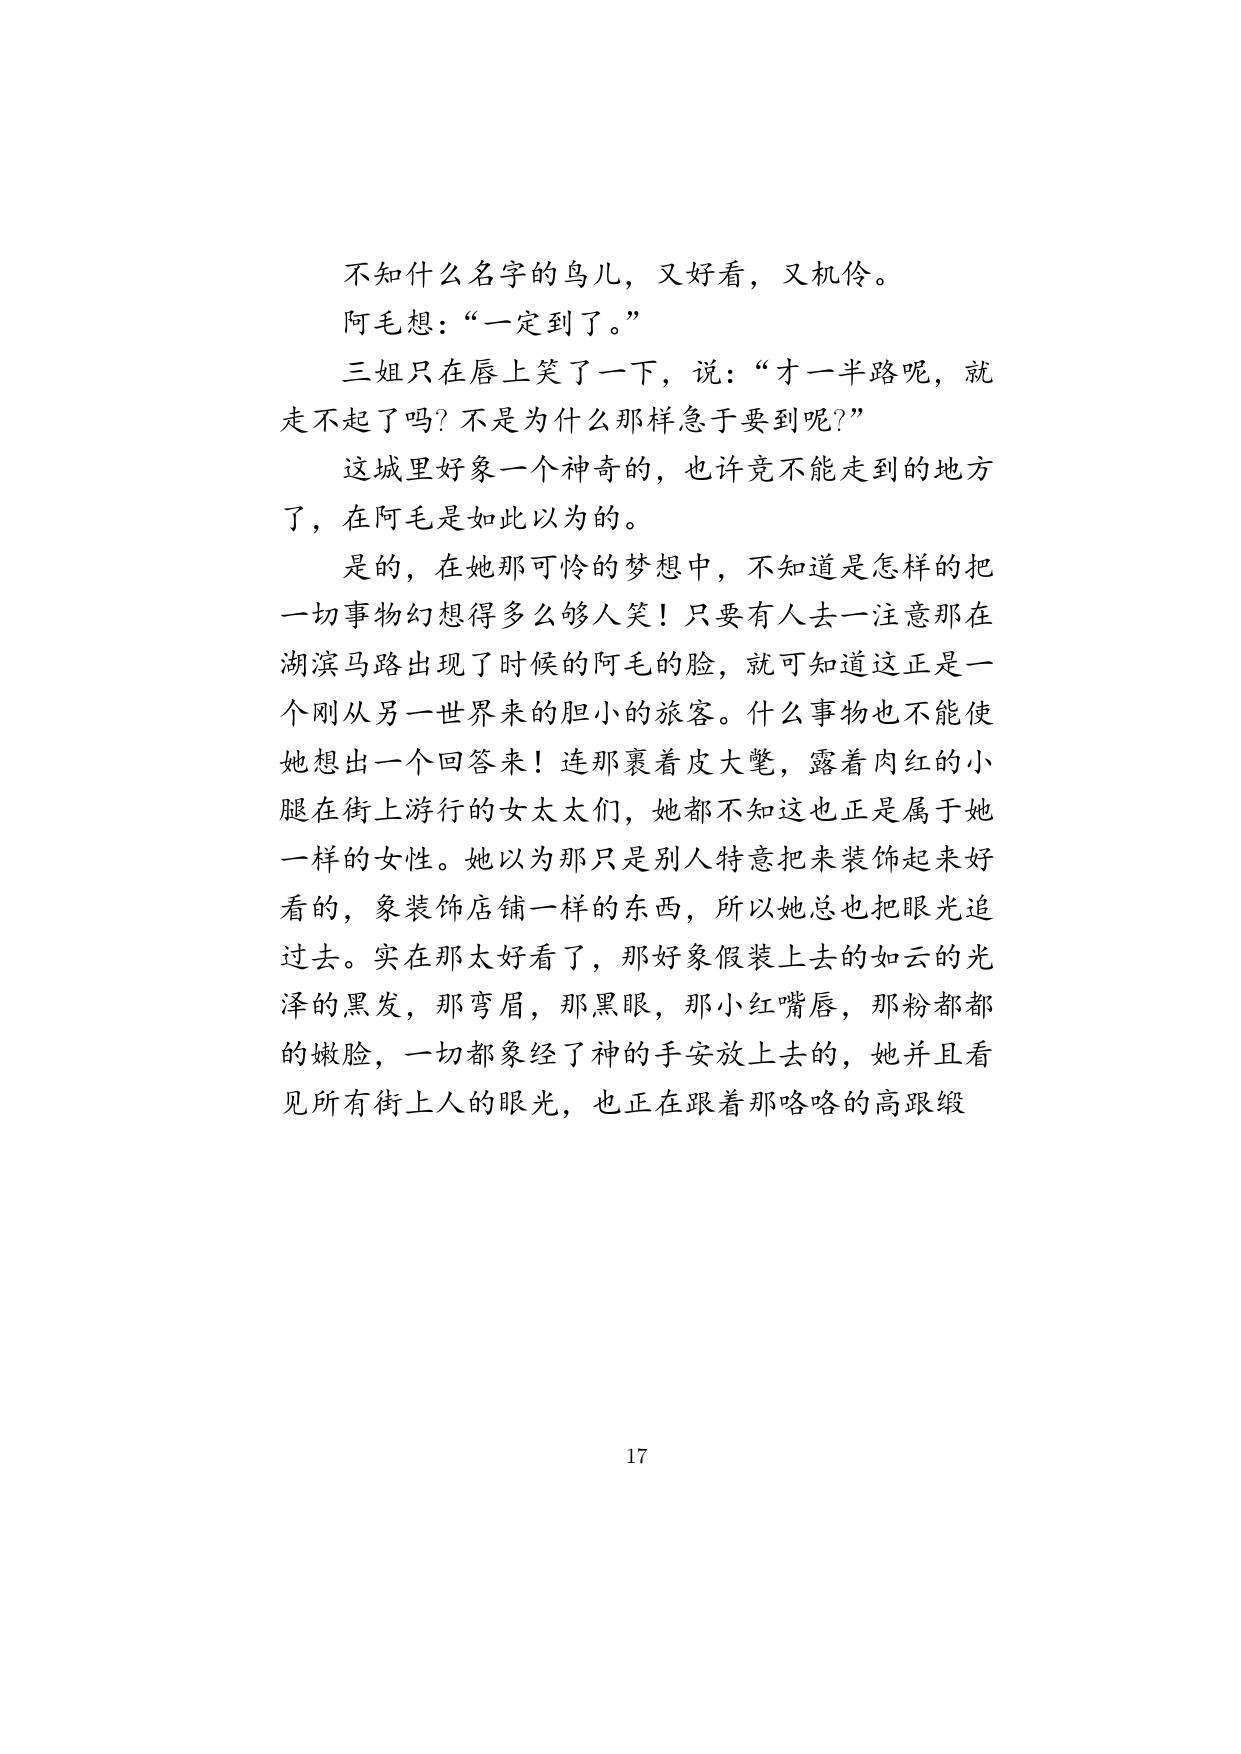 不知什么名字的鸟儿，又好看，又机伶。
阿毛想：“一定到了。”
三姐只在唇上笑了一下，说：“才一半路呢，就
走不起了吗？不是为什么那样急于要到呢？”
这城里好象一个神奇的，也许竞不能走到的地方
了，在阿毛是如此以为的。
是的，在她那可怜的梦想中，不知道是怎样的把
一切事物幻想得多么够人笑！只要有人去一注意那在
湖滨马路出现了时候的阿毛的脸，就可知道这正是一
个刚从另一世界来的胆小的旅客。什么事物也不能使
她想出一个回答来！连那裹着皮大氅，露着肉红的小
腿在街上游行的女太太们，她都不知这也正是属于她
一样的女性。她以为那只是别人特意把来装饰起来好
看的，象装饰店铺一样的东西，所以她总也把眼光追
过去。实在那太好看了，那好象假装上去的如云的光
泽的黑发，那弯眉，那黑眼，那小红嘴唇，那粉都都
的嫩脸，一切都象经了神的手安放上去的，她并且看
见所有街上人的眼光，也正在跟着那咯咯的高跟缎
17